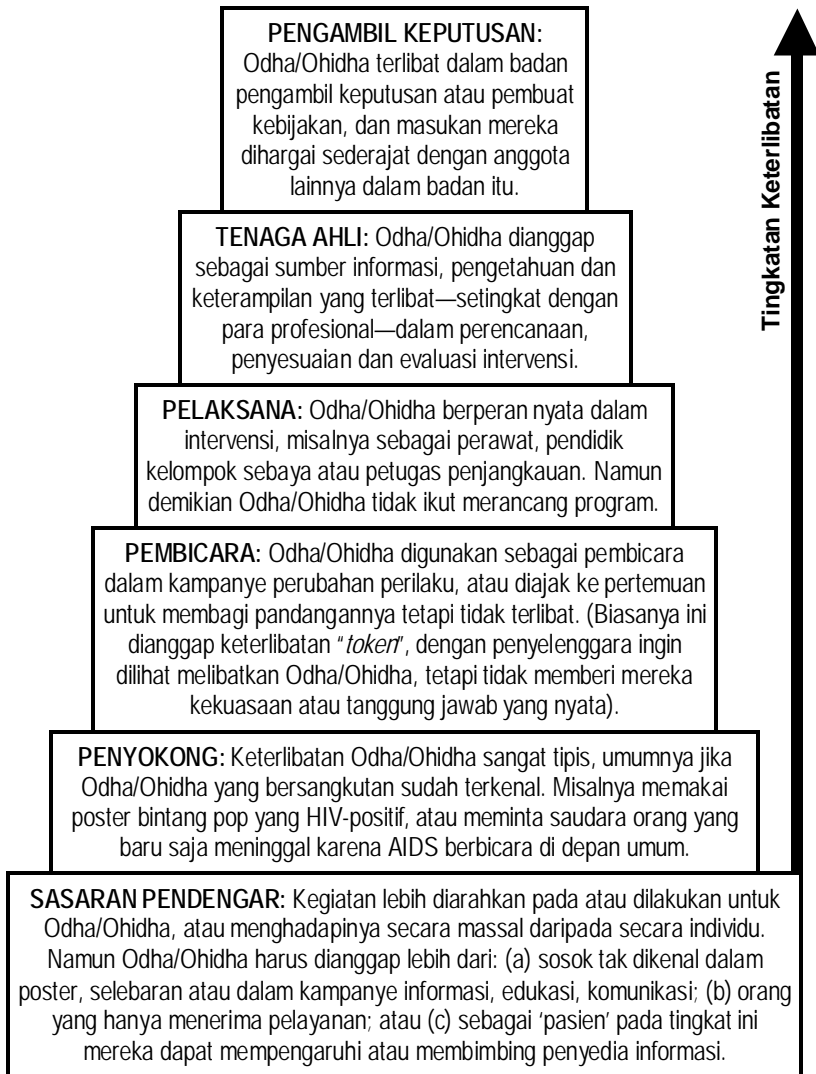 PENGAMBIL KEPUTUSAN:
Odha/Ohidha terlibat dalam badan
pengambil keputusan atau pembuat
kebijakan, dan masukan mereka
dihargai sederajat dengan anggota
lainnya dalam badan itu.
TENAGA AHLI: Odha/Ohidha dianggap
sebagai sumber informasi, pengetahuan dan
keterampilan yang terlibat—setingkat dengan
para profesional—dalam perencanaan,
penyesuaian dan evaluasi intervensi.
PELAKSANA: Odha/Ohidha berperan nyata dalam
intervensi, misalnya sebagai perawat, pendidik
kelompok sebaya atau petugas penjangkauan. Namun
demikian Odha/Ohidha tidak ikut merancang program.
PEMBICARA: Odha/Ohidha digunakan sebagai pembicara
dalam kampanye perubahan perilaku, atau diajak ke pertemuan
untuk membagi pandangannya tetapi tidak terlibat. (Biasanya ini
dianggap keterlibatan “token”, dengan penyelenggara ingin
dilihat melibatkan Odha/Ohidha, tetapi tidak memberi mereka
kekuasaan atau tanggung jawab yang nyata).
PENYOKONG: Keterlibatan Odha/Ohidha sangat tipis, umumnya jika
Odha/Ohidha yang bersangkutan sudah terkenal. Misalnya memakai
poster bintang pop yang HIV-positif, atau meminta saudara orang yang
baru saja meninggal karena AIDS berbicara di depan umum.
SASARAN PENDENGAR: Kegiatan lebih diarahkan pada atau dilakukan untuk
Odha/Ohidha, atau menghadapinya secara massal daripada secara individu.
Namun Odha/Ohidha harus dianggap lebih dari: (a) sosok tak dikenal dalam
poster, selebaran atau dalam kampanye informasi, edukasi, komunikasi; (b) orang
yang hanya menerima pelayanan; atau (c) sebagai ‘pasien’ pada tingkat ini
mereka dapat mempengaruhi atau membimbing penyedia informasi.
Tingkatan Keterlibatan